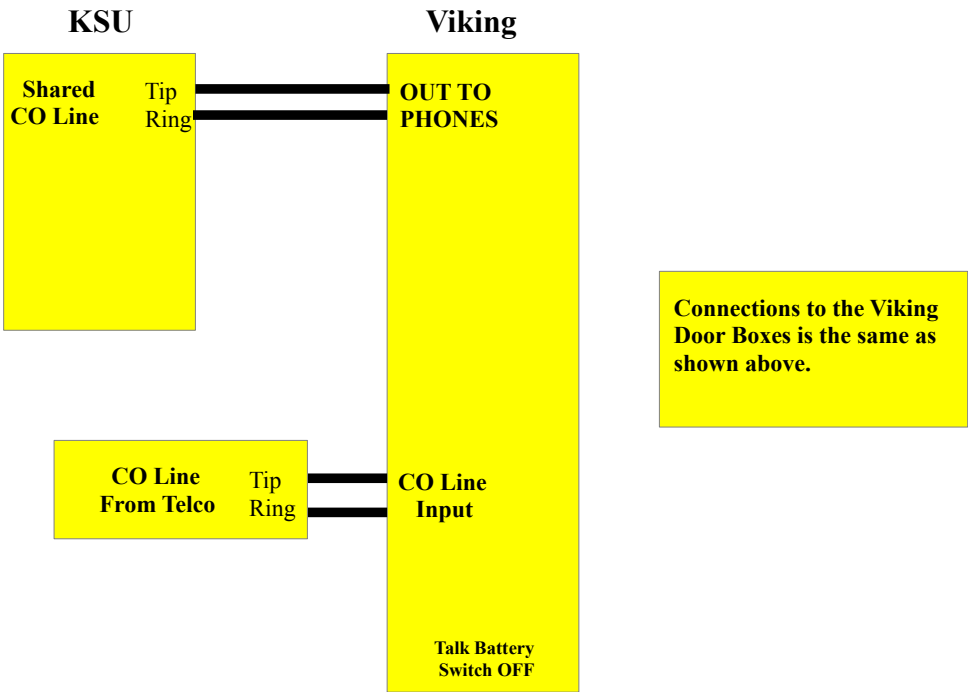 KSU
Viking
Shared
CO Line
Tip
Ring
OUT TO
PHONES
Connections to the Viking
Door Boxes is the same as
shown above.
CO Line
From Telco
Tip
Ring
CO Line
Input
Talk Battery
Switch OFF